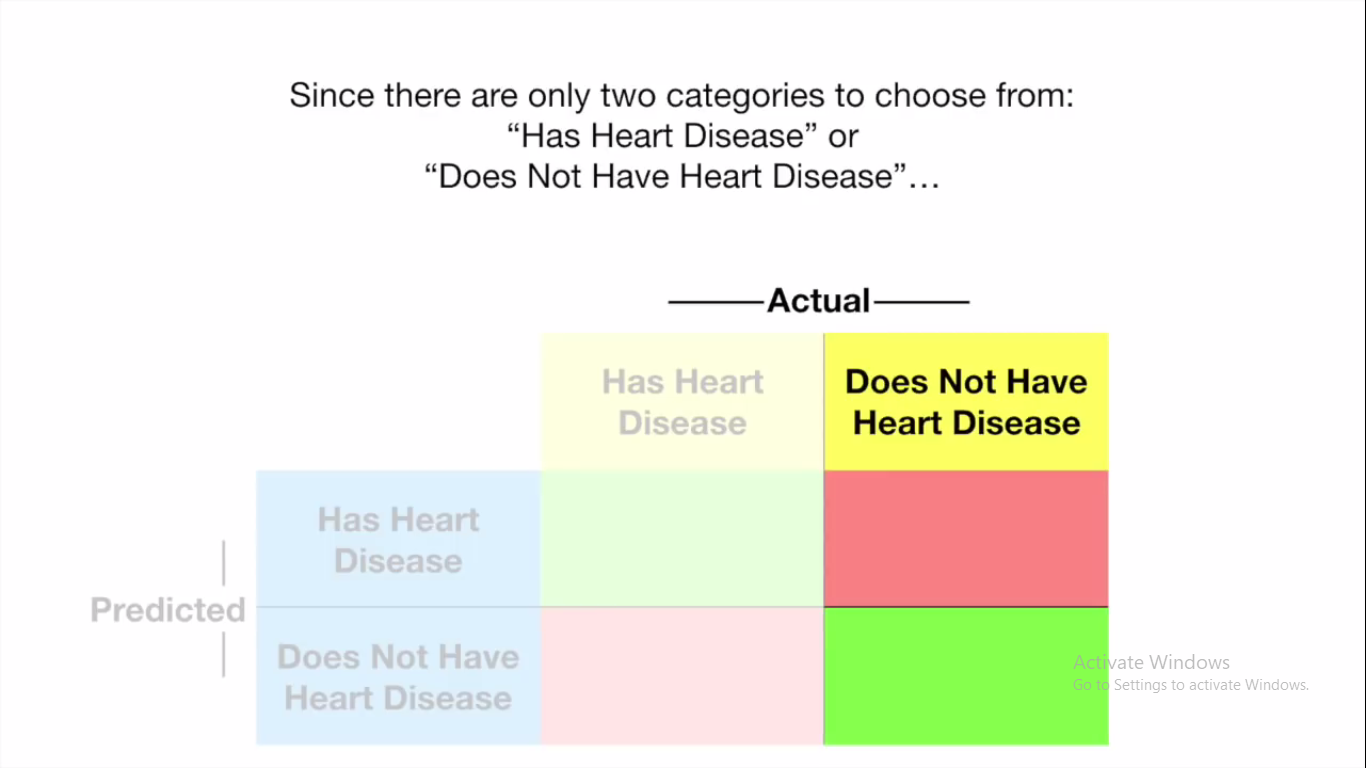 Since there are only two categories to choose from:
“Has Heart Disease” or
“Does Not Have Heart Disease”…
Actual
Has Heart
Disease
Does Not Have
Heart Disease
Has Heart
Disease
Predicted
Does Not Have
Heart Disease
Activate Windows
Go to Settings to activate Windows.